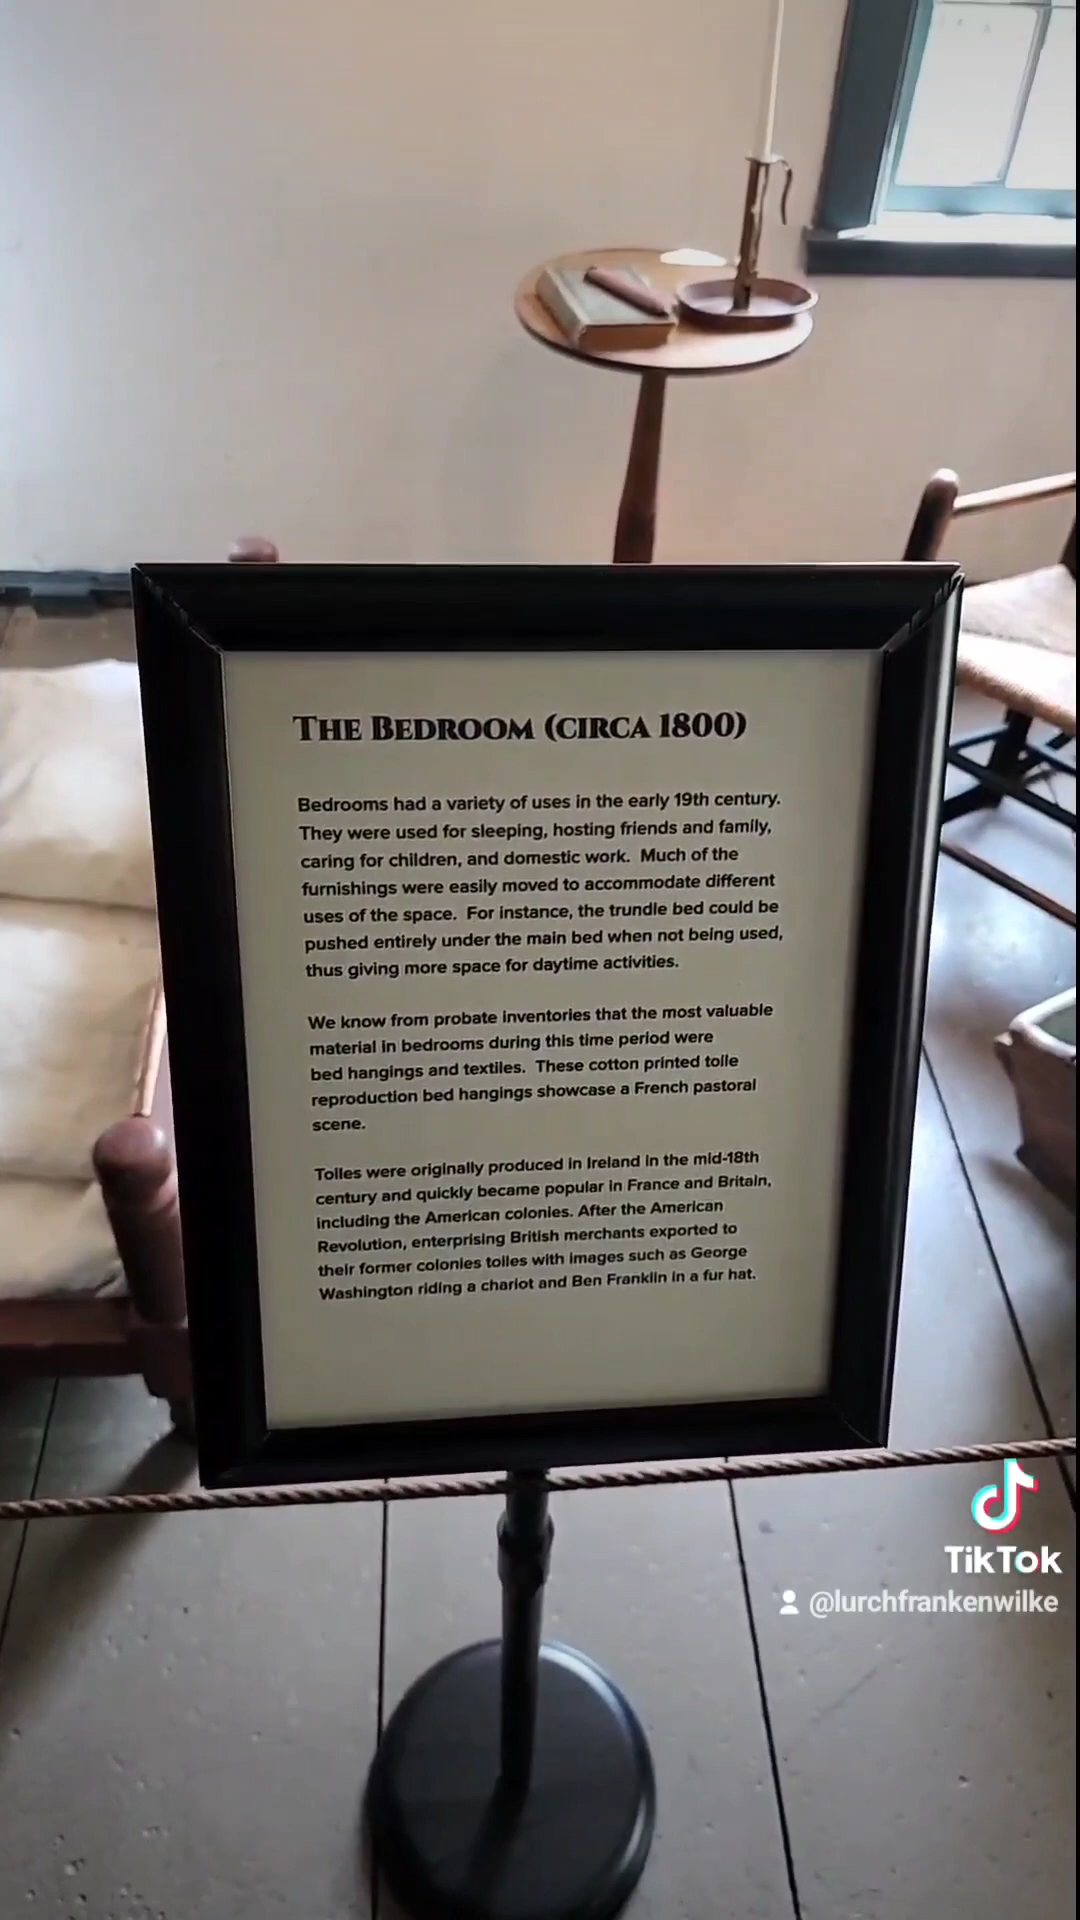 THE BEDROOM (CIRCA 1800)
Bedrooms had a variety of uses in the early 19th century.
They were used for sleeping, hosting friends and family,
caring for children, and domestic work. Much of the
furnishings were easily moved to accommodate different
uses of the space. For instance, the trundle bed could be
pushed entirely under the main bed when not being used,
thus giving more space for daytime activities.
We know from probate inventories that the most valuable
material in bedrooms during this time period were
bed hangings and textiles. These cotton printed toile
reproduction bed hangings showcase a French pastoral
scene.
Toiles were originally produced in Ireland in the mid-18th
century and quickly became popular in France and Britain,
including the American colonies. After the American
Revolution, enterprising British merchants exported to
their former colonies toiles with images such as George
Washington riding a chariot and Ben Franklin in a fur hat.
TikTok
@lurchfrankenwilke